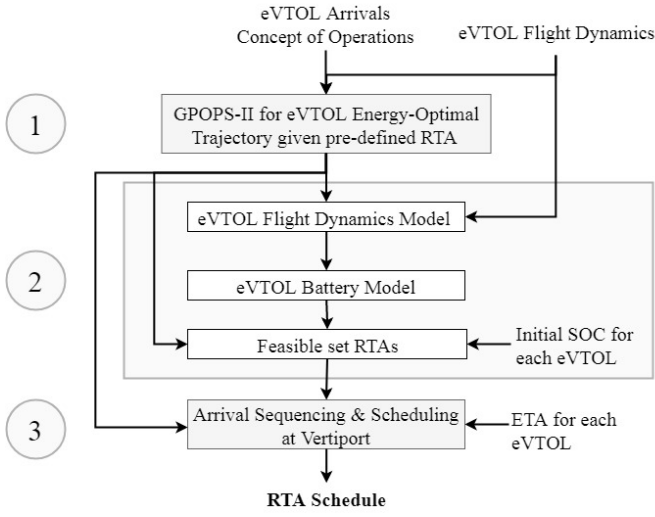 eVTOL Arrivals
Concept of Operations
eVTOL Flight Dynamics
1
GPOPS-II for eVTOL Energy-Optimal
Trajectory given pre-defined RTA
eVTOL Flight Dynamics Model
2
eVTOL Battery Model
Feasible set RTAs
Initial SOC for
each eVTOL
3
Arrival Sequencing & Scheduling
at Vertiport
ETA for each
eVTOL
RTA Schedule